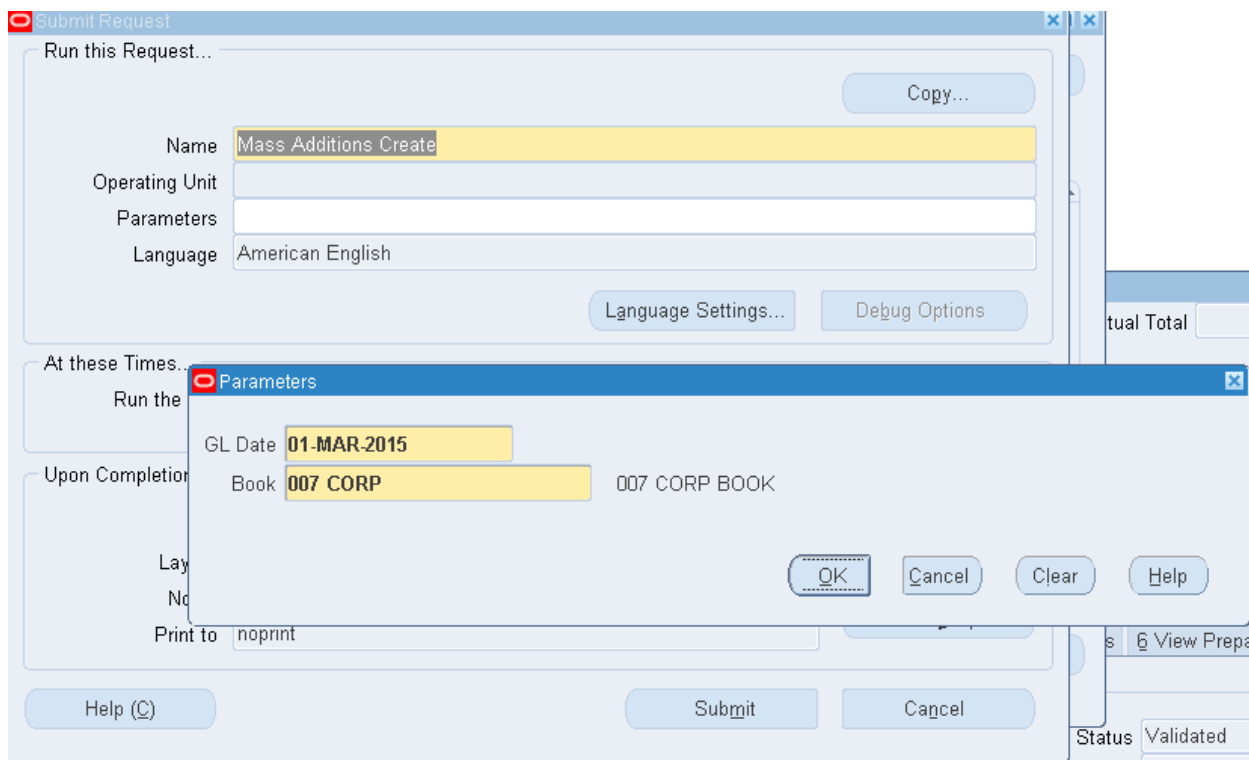 Submit Request
Run this Request...
Copy...
Name Mass Additions Create
Operating Unit
Parameters
Language American English
Language Settings... Debug Options
tual Total
At these Times...
Run the
Parameters
GL Date 01-MAR-2015
Book 007 CORP 007 CORP BOOK
Upon Completion
OK Cancel Clear Help
Lay
No
Print to noprint
s 6 View Prepa
Help (C) Submit Cancel
Status Validated